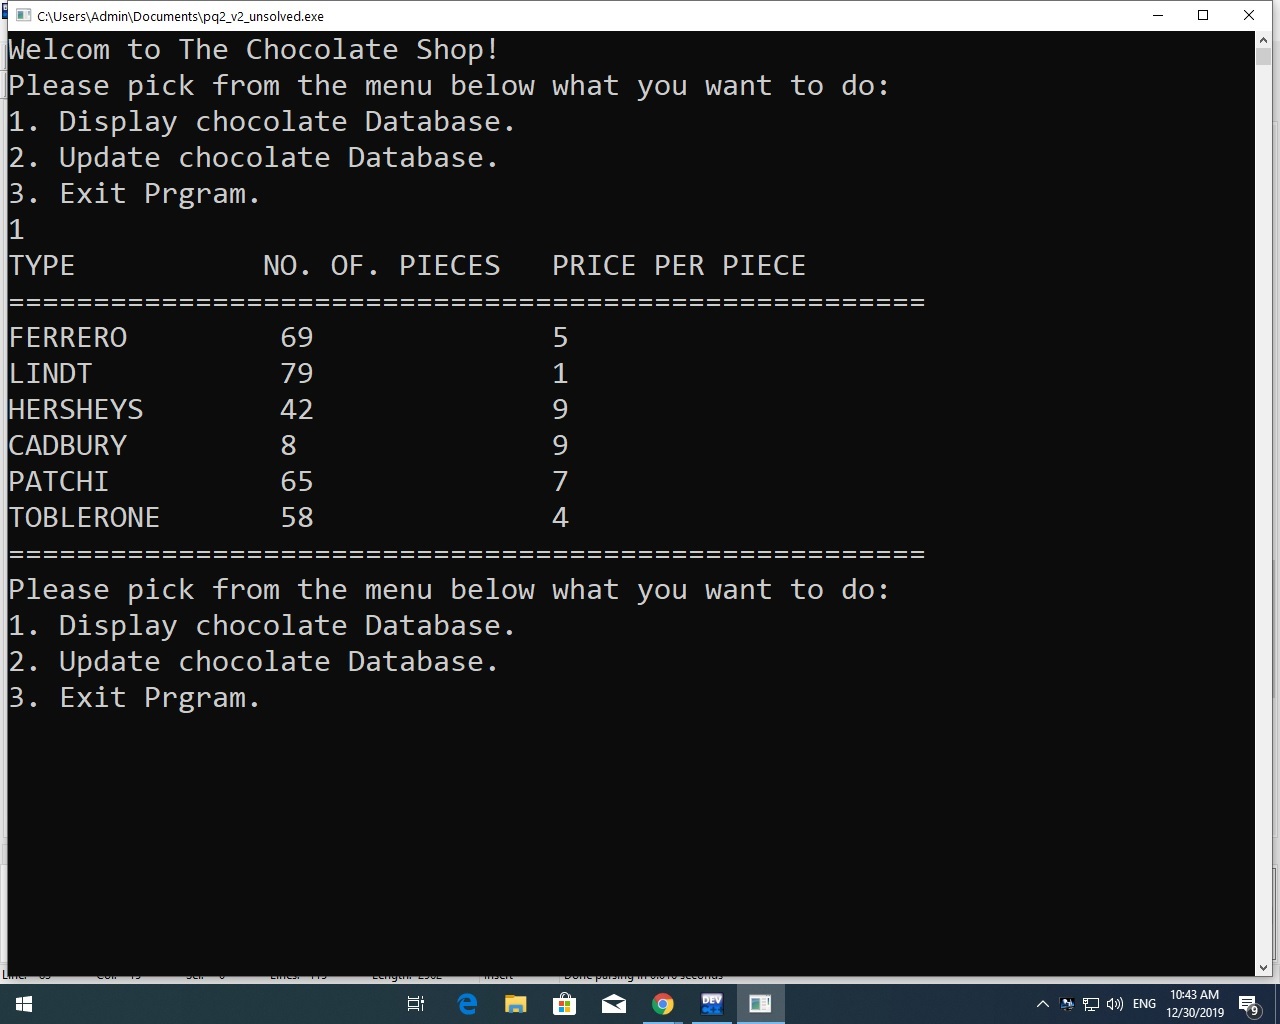 C:\Users\Admin\Documents\pq2_v2_unsolved.exe
Welcom to The Chocolate Shop!
Please pick from the menu below what you want to do:
1. Display chocolate Database.
2. Update chocolate Database.
3. Exit Prgram.
1
TYPE NO. OF. PIECES PRICE PER PIECE
======================================================
FERRERO 69 5
LINDT 79 1
HERSHEYS 42 9
CADBURY 8 9
PATCHI 65 7
TOBLERONE 58 4
======================================================
Please pick from the menu below what you want to do:
1. Display chocolate Database.
2. Update chocolate Database.
3. Exit Prgram.
DEV
C++
ENG
10:43 AM
12/30/2019
9